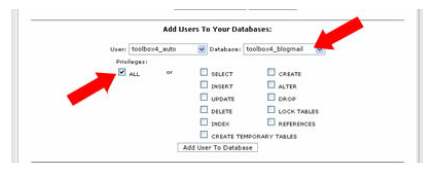 Add Users To Your Databases:
User: toolbox4_auto Database: toolbox4_blogmail
Privileges:
ALL or SELECT CREATE
INSERT ALTER
UPDATE DROP
DELETE LOCK TABLES
INDEX REFERENCES
CREATE TEMPORARY TABLES
Add User To Database